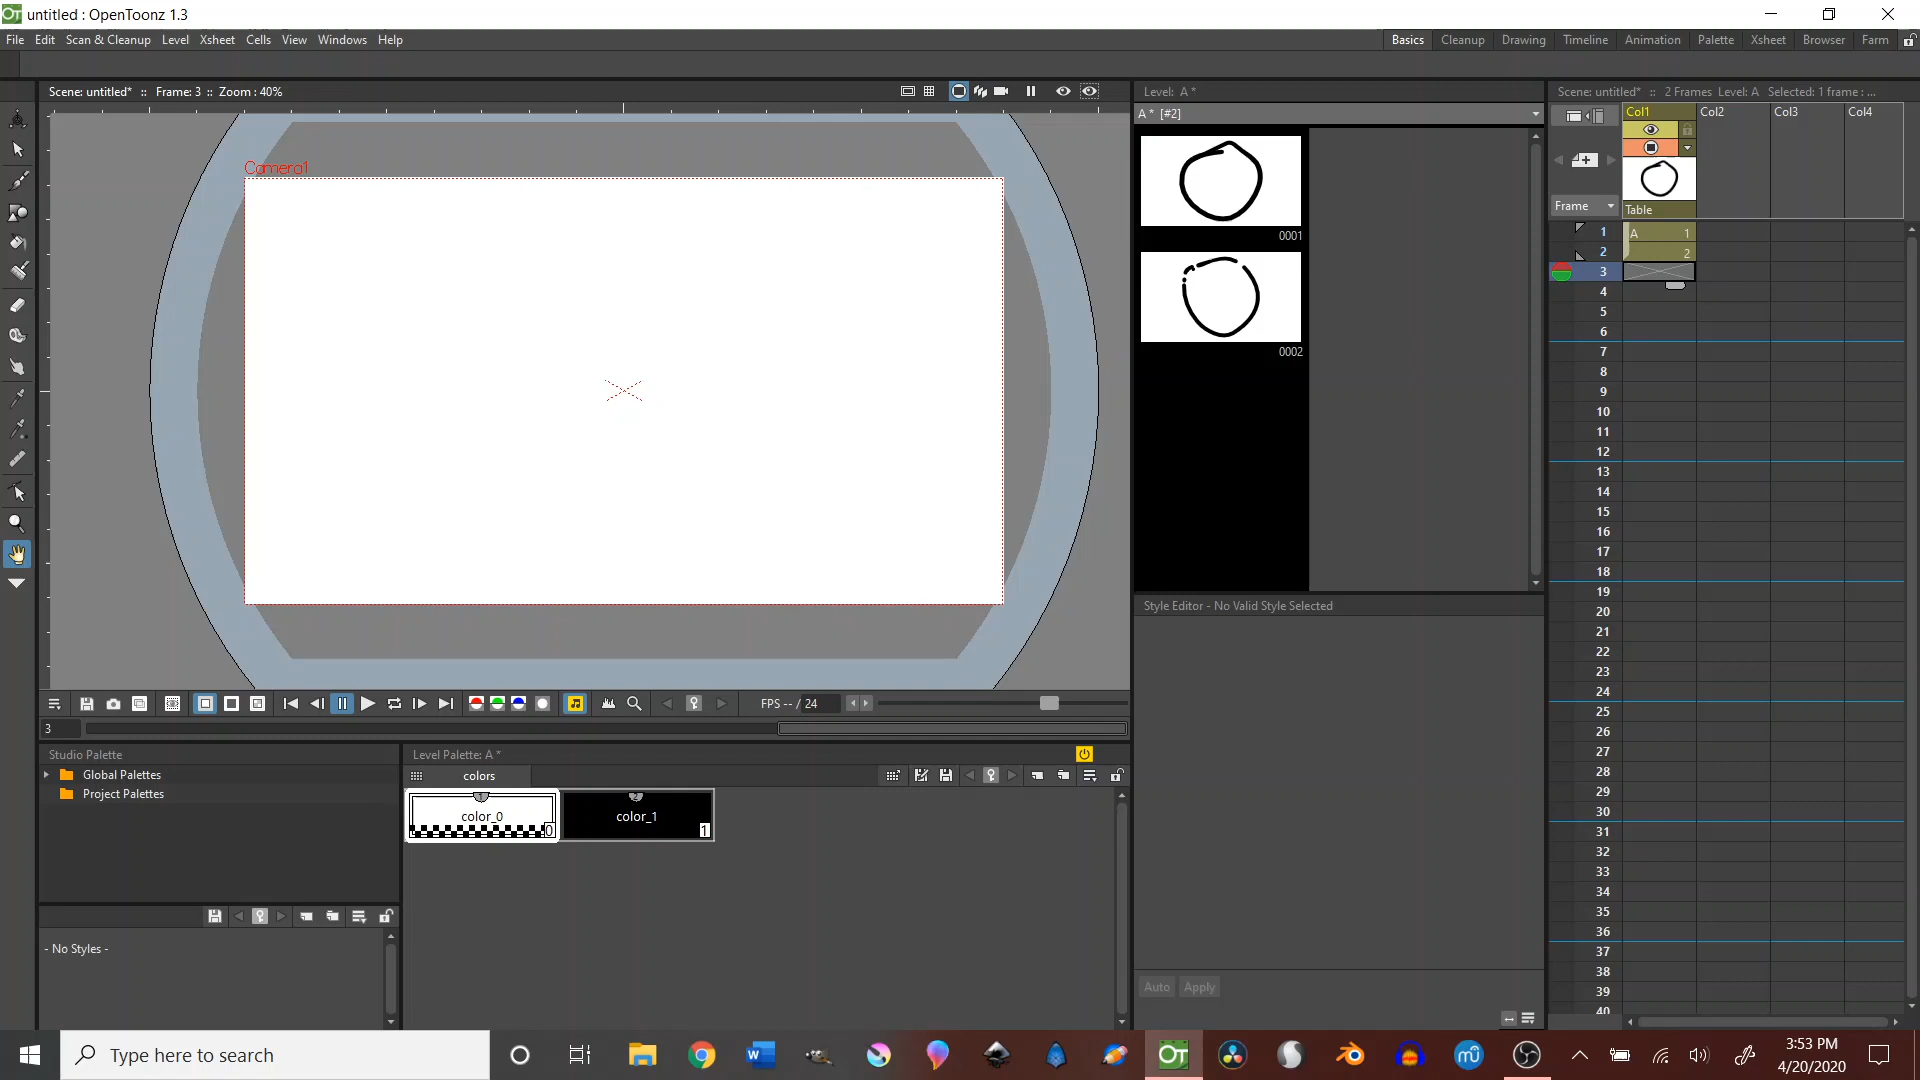 untitled : OpenToonz 1.3
File Edit Scan & Cleanup Level Xsheet Cells View Windows Help
Basics Cleanup Drawing Timeline Animation Palette Xsheet Browser Farm
Scene: untitled* :: Frame: 3 :: Zoom : 40%
Camera1
Level: A *
A * [#2]
0001
0002
Scene: untitled* :: 2 Frames Level: A Selected: 1 frame : ...
Col1 Col2 Col3 Col4
Frame
Table
1 A 1
2 2
3
4
5
6
7
8
9
10
11
12
13
14
15
16
17
18
19
20
21
22
23
24
25
26
27
28
29
30
31
32
33
34
35
36
37
38
39
40
Style Editor - No Valid Style Selected
Auto Apply
FPS -- / 24
3
Studio Palette
Global Palettes
Project Palettes
- No Styles -
Level Palette: A *
colors
1 color_0 0
2 color_1 1
Type here to search
3:53 PM
4/20/2020